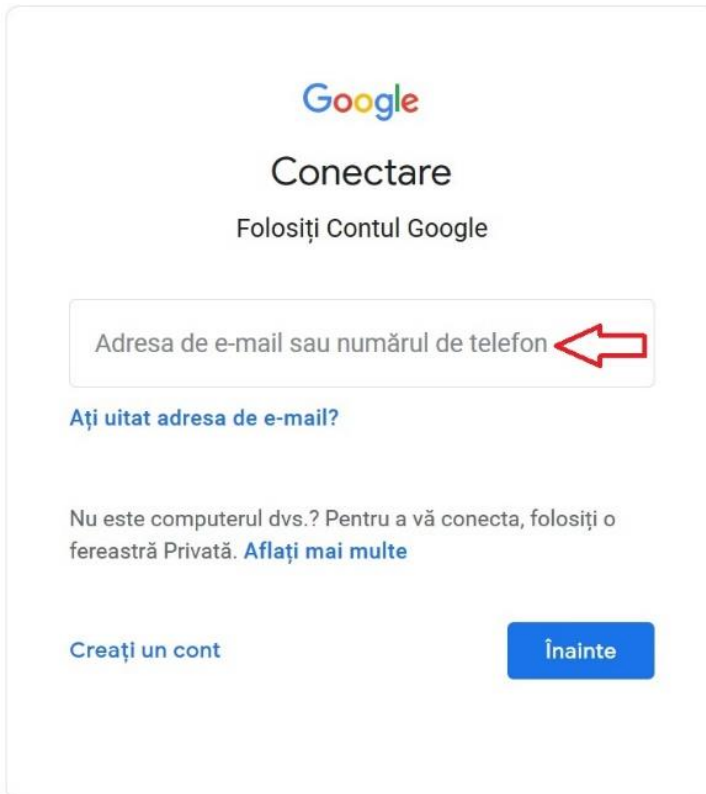 Google
Conectare
Folosiți Contul Google
Adresa de e-mail sau numărul de telefon
Ați uitat adresa de e-mail?
Nu este computerul dvs.? Pentru a vă conecta, folosiți o
fereastră Privată. Aflați mai multe
Creați un cont
Înainte